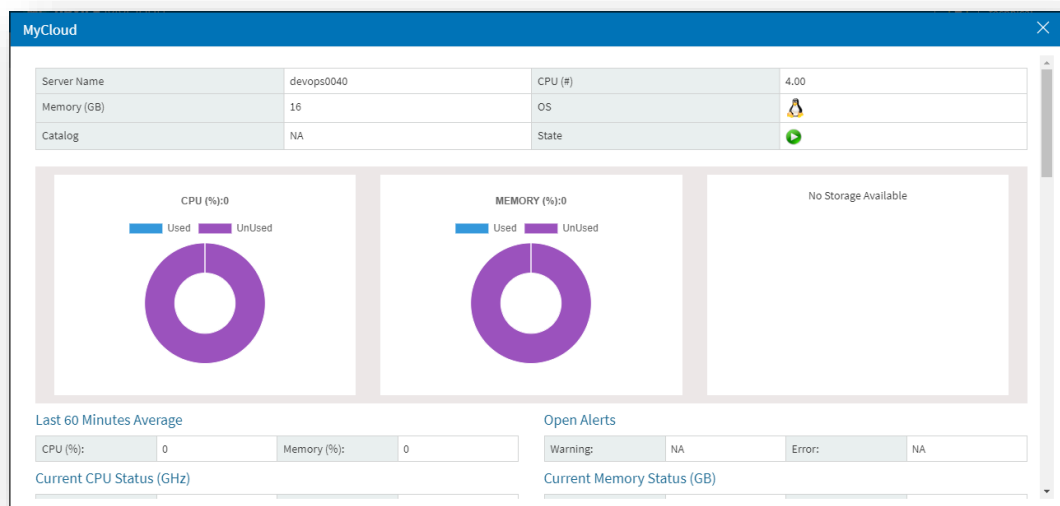 MyCloud
Server Name devops0040 CPU (#) 4.00
Memory (GB) 16 OS
Catalog NA State
CPU (%):0
Used UnUsed
MEMORY (%):0
Used UnUsed
No Storage Available
Last 60 Minutes Average
CPU (%): 0 Memory (%): 0
Open Alerts
Warning: NA Error: NA
Current CPU Status (GHz)
Current Memory Status (GB)